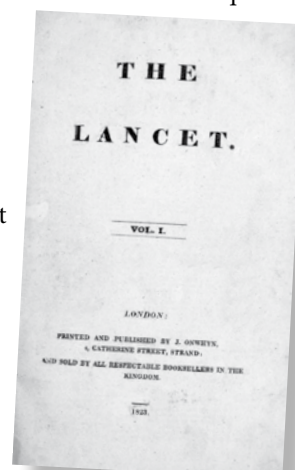 THE
LANCET.
VOL. I.
LONDON:
PRINTED AND PUBLISHED BY J. ONWHYN,
4, CATHERINE STREET, STRAND:
AND SOLD BY ALL RESPECTABLE BOOKSELLERS IN THE
KINGDOM.
1823.
t